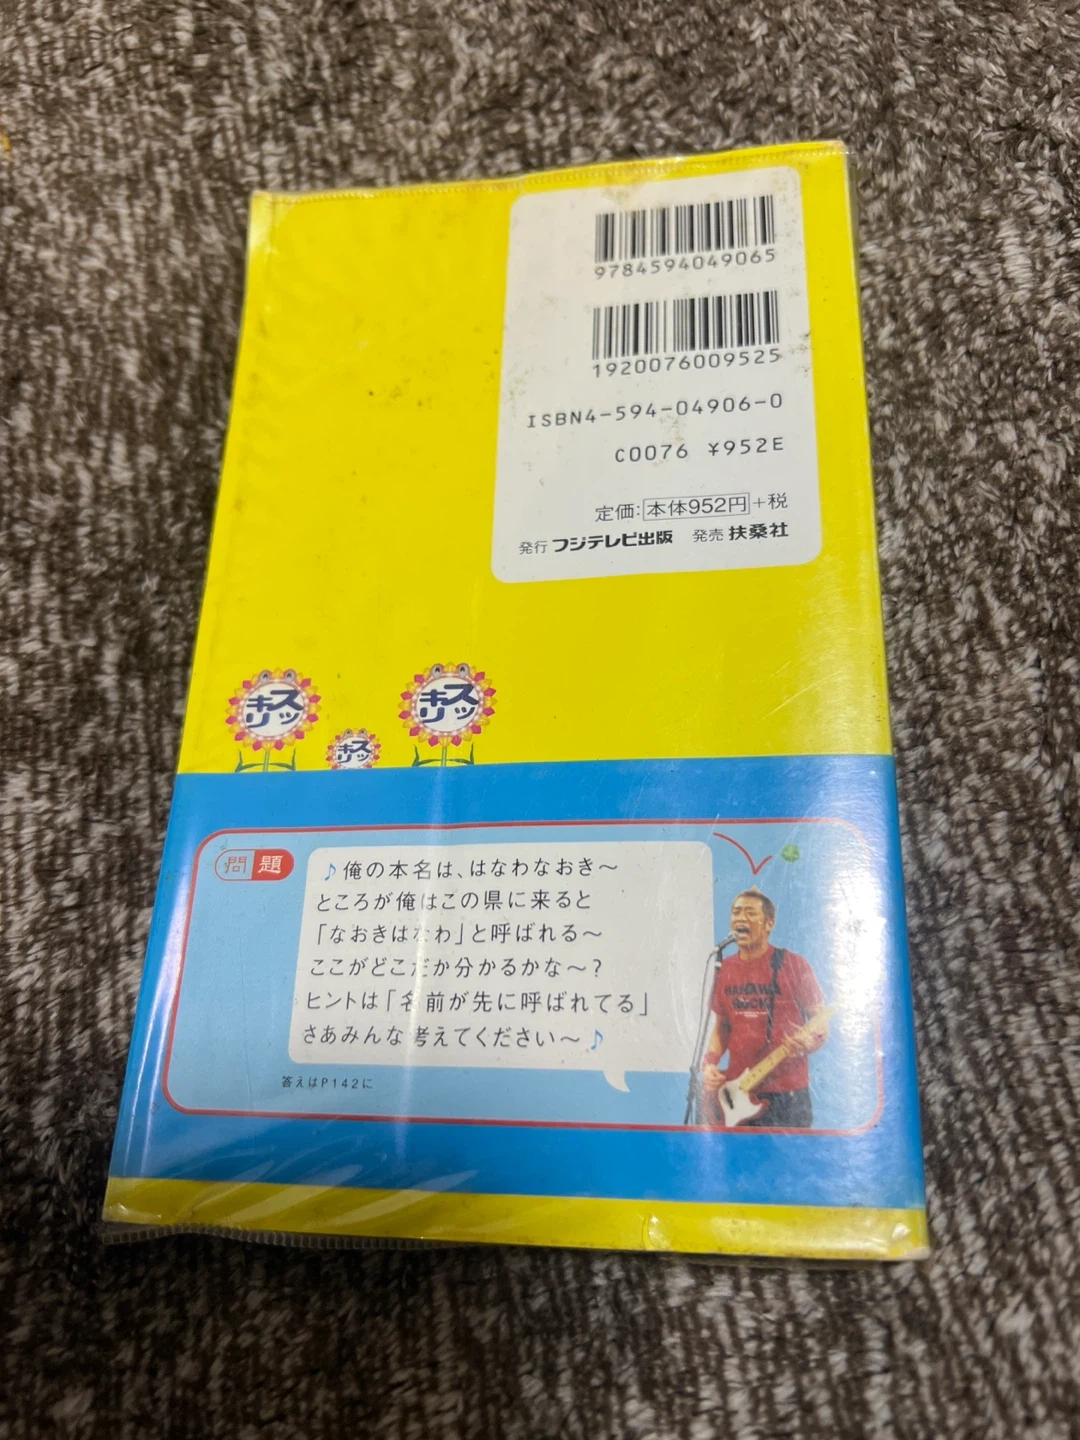 9784594049065
1920076009525
ISBN4-594-04906-0
C0076 ¥952E
定価:本体952円+税
発行 フジテレビ出版 発売 扶桑社
スッ
キリ
スッ
キリ
スッ
キリ
問題
♪俺の本名は、はなわなおき〜
ところが俺はこの県に来ると
「なおきはなわ」と呼ばれる〜
ここがどこだか分かるかな〜?
ヒントは「名前が先に呼ばれてる」
さあみんな考えてください〜♪
答えはP142に
HANAWA
ROCK